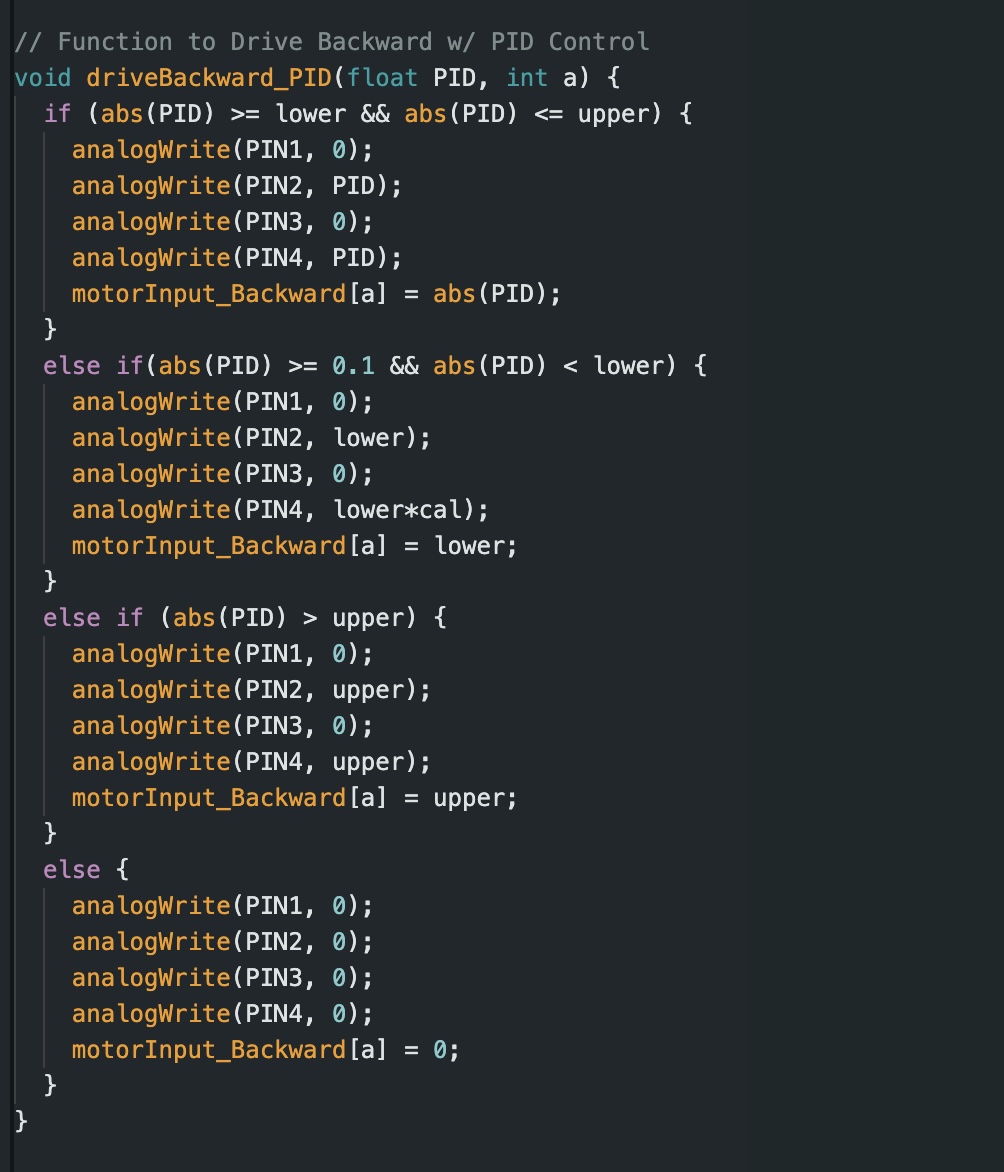 // Function to Drive Backward w/ PID Control
void driveBackward_PID(float PID, int a) {
  if (abs(PID) >= lower && abs(PID) <= upper) {
    analogWrite(PIN1, 0);
    analogWrite(PIN2, PID);
    analogWrite(PIN3, 0);
    analogWrite(PIN4, PID);
    motorInput_Backward[a] = abs(PID);
  }
  else if(abs(PID) >= 0.1 && abs(PID) < lower) {
    analogWrite(PIN1, 0);
    analogWrite(PIN2, lower);
    analogWrite(PIN3, 0);
    analogWrite(PIN4, lower*cal);
    motorInput_Backward[a] = lower;
  }
  else if (abs(PID) > upper) {
    analogWrite(PIN1, 0);
    analogWrite(PIN2, upper);
    analogWrite(PIN3, 0);
    analogWrite(PIN4, upper);
    motorInput_Backward[a] = upper;
  }
  else {
    analogWrite(PIN1, 0);
    analogWrite(PIN2, 0);
    analogWrite(PIN3, 0);
    analogWrite(PIN4, 0);
    motorInput_Backward[a] = 0;
  }
}